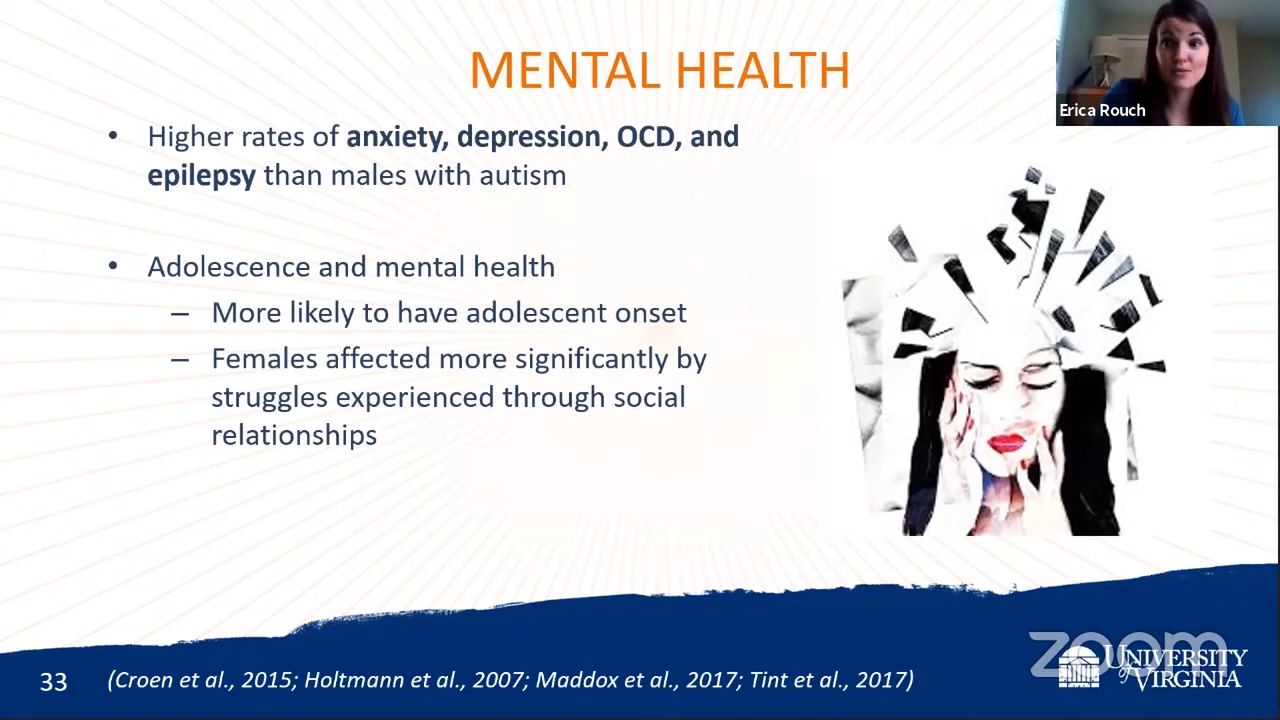 MENTAL HEALTH
Erica Rouch
• Higher rates of anxiety, depression, OCD, and
epilepsy than males with autism
• Adolescence and mental health
– More likely to have adolescent onset
– Females affected more significantly by
struggles experienced through social
relationships
zoom
UNIVERSITY
of VIRGINIA
33
(Croen et al., 2015; Holtmann et al., 2007; Maddox et al., 2017; Tint et al., 2017)